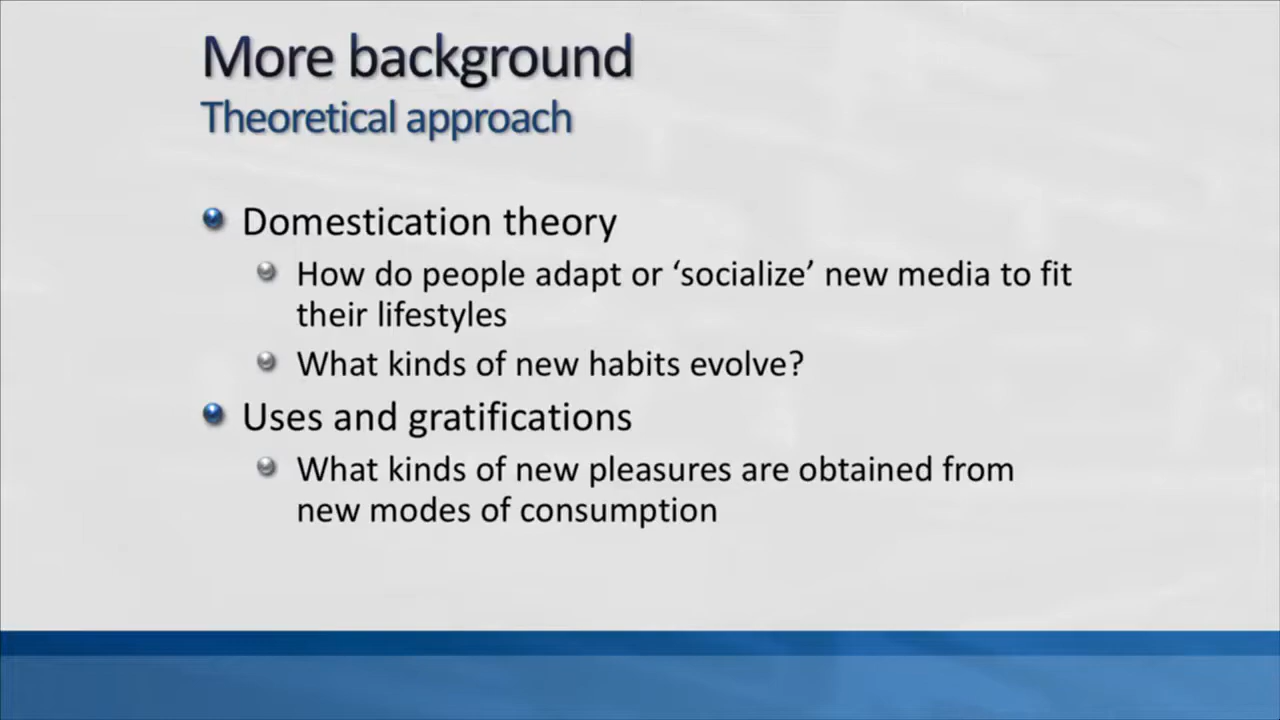 More background
Theoretical approach
Domestication theory
How do people adapt or ‘socialize’ new media to fit
their lifestyles
What kinds of new habits evolve?
Uses and gratifications
What kinds of new pleasures are obtained from
new modes of consumption